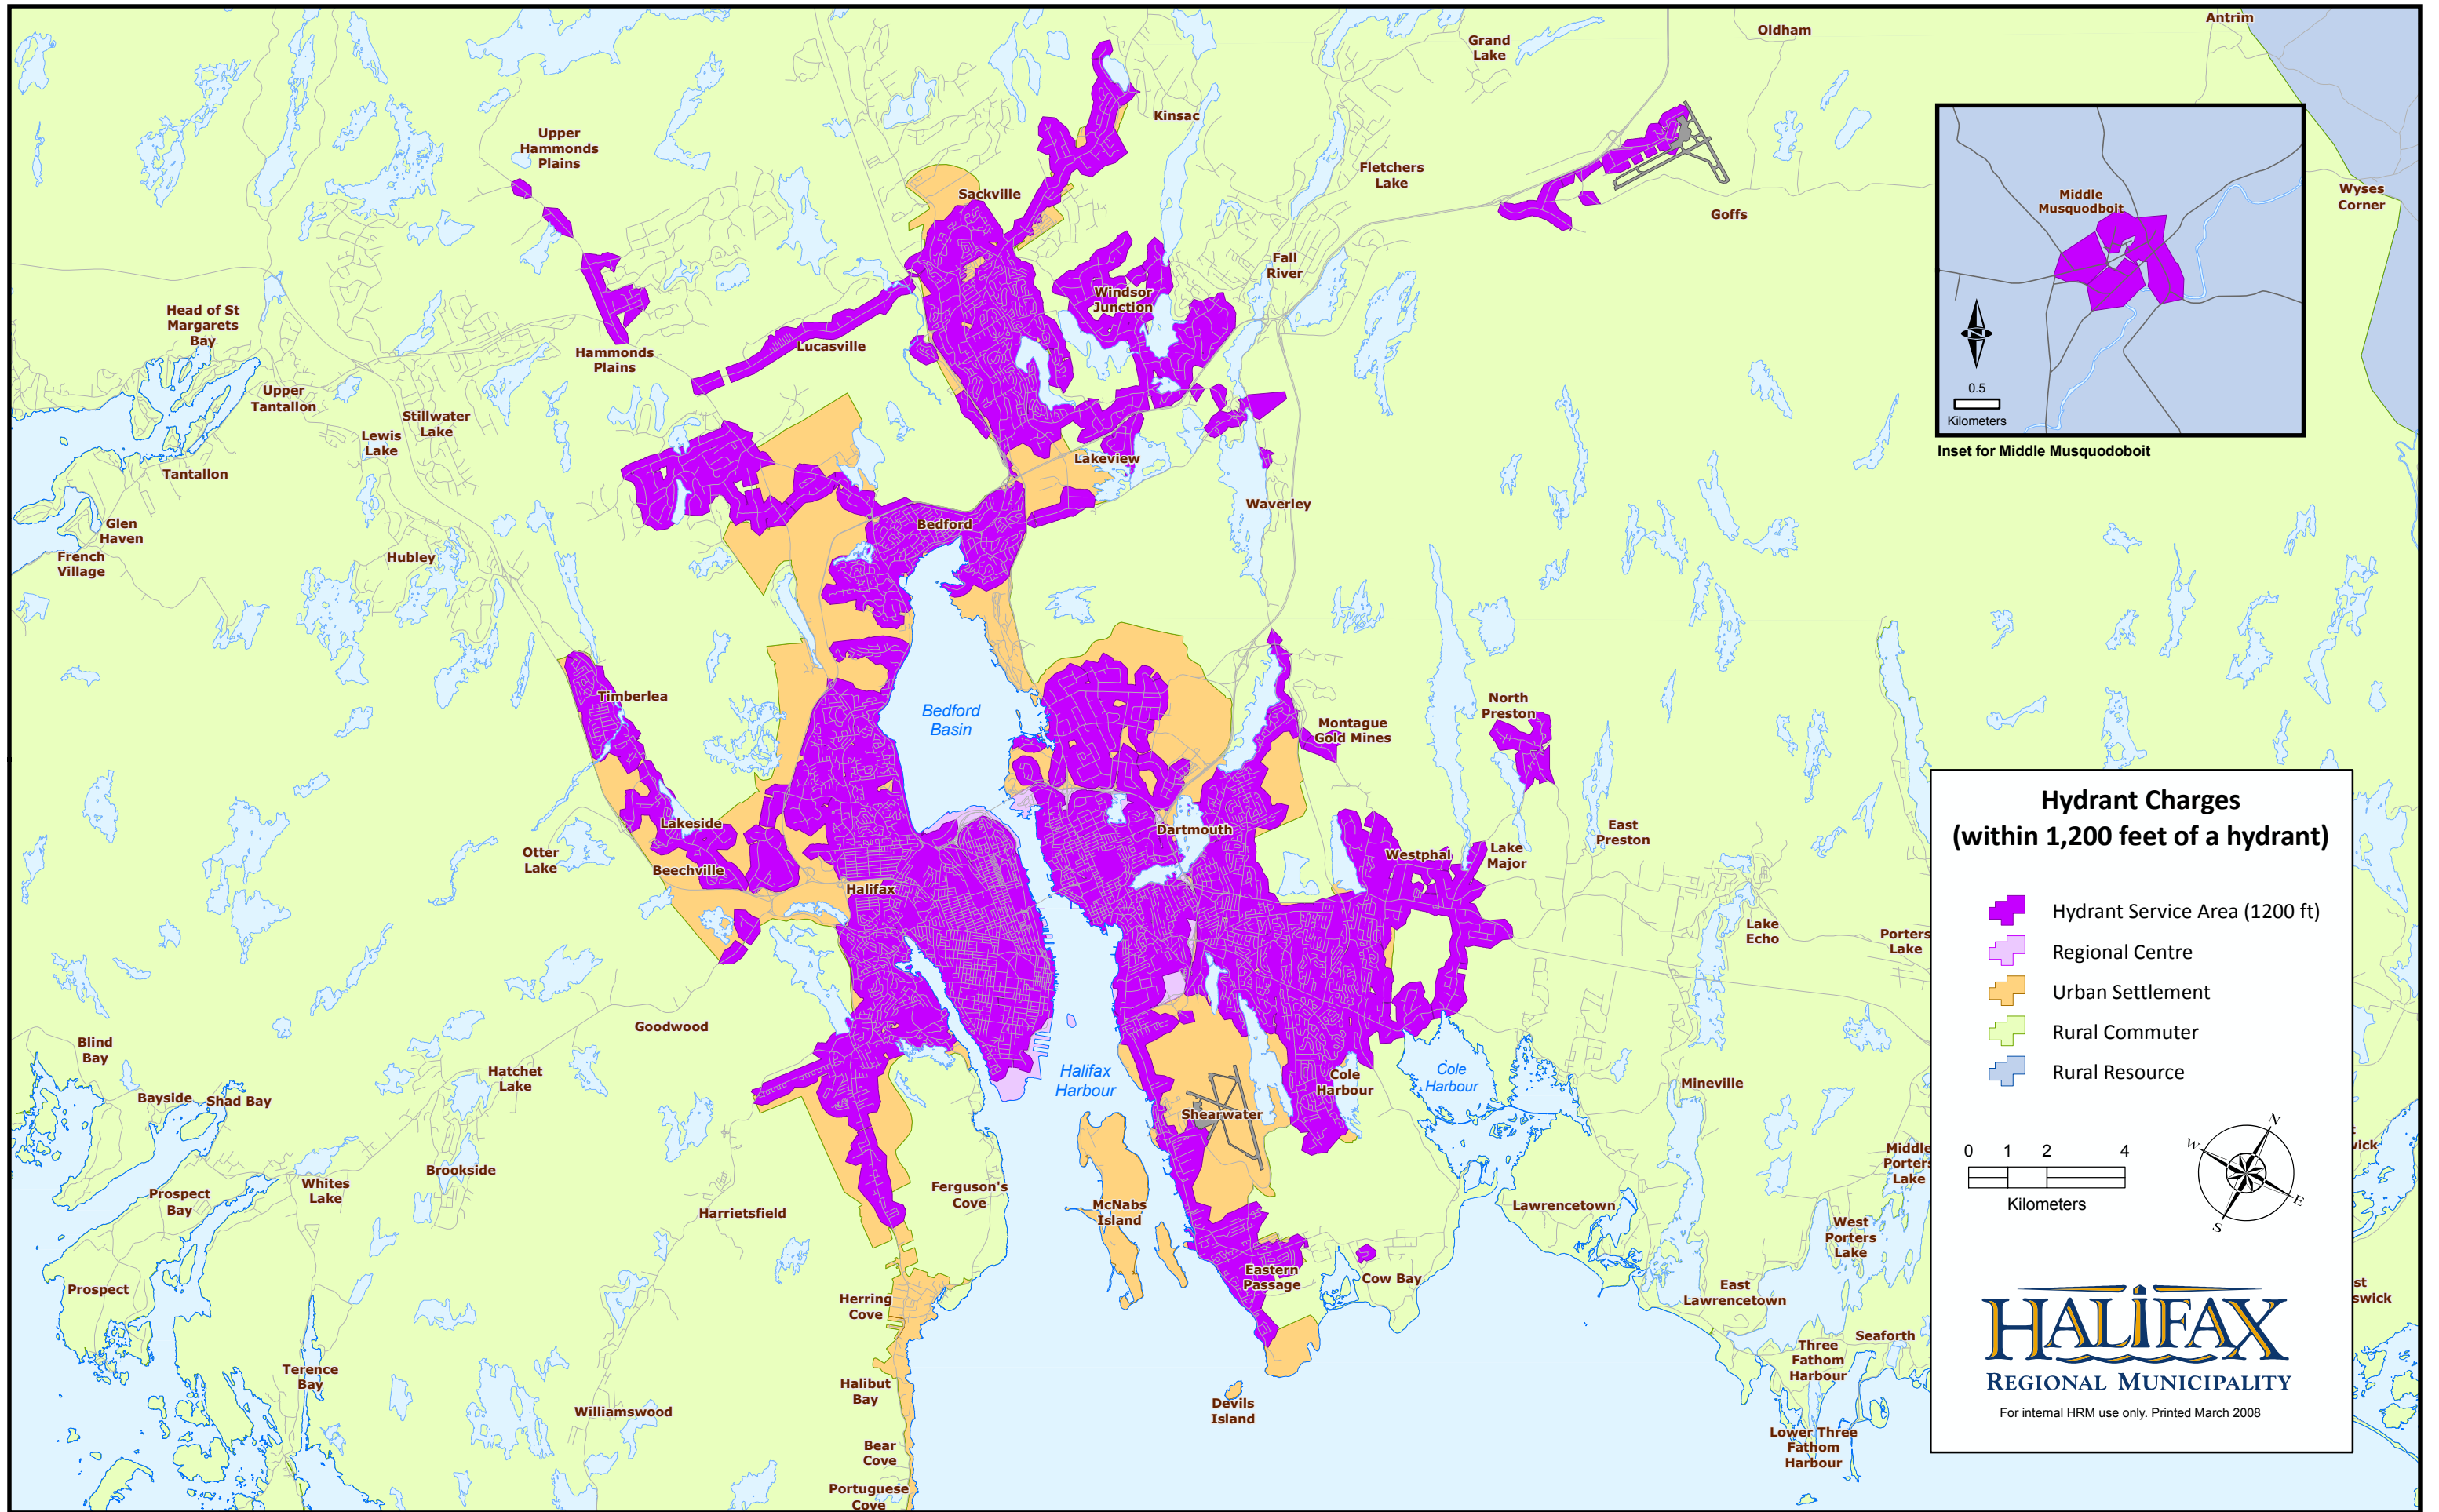 Antrim
Oldham
Grand
Lake
Kinsac
Upper
Hammonds
Plains
Fletchers
Lake
Sackville
Goffs
Wyses
Corner
Middle
Musquodboit
0.5
Kilometers
Inset for Middle Musquodoboit
Fall
River
Windsor
Junction
Head of St
Margarets
Bay
Lucasville
Hammonds
Plains
Upper
Tantallon
Stillwater
Lake
Lewis
Lake
Tantallon
Lakeview
Waverley
Glen
Haven
French
Village
Hubley
Bedford
Timberlea
Bedford
Basin
North
Preston
Montague
Gold Mines
Lakeside
Dartmouth
East
Preston
Otter
Lake
Beechville
Westphal
Lake
Major
Halifax
Lake
Echo
Porters
Lake
Goodwood
Blind
Bay
Hatchet
Lake
Halifax
Harbour
Cole
Harbour
Cole
Harbour
Mineville
Bayside
Shad Bay
Shearwater
Brookside
Whites
Lake
Prospect
Bay
Ferguson's
Cove
McNabs
Island
Harrietsfield
Lawrencetown
Middle
Porters
Lake
West
Porters
Lake
Prospect
Herring
Cove
Eastern
Passage
Cow Bay
East
Lawrencetown
Seaforth
Three
Fathom
Harbour
Terence
Bay
Halibut
Bay
Devils
Island
Williamswood
Bear
Cove
Lower Three
Fathom
Harbour
Portuguese
Cove
Hydrant Charges
(within 1,200 feet of a hydrant)
Hydrant Service Area (1200 ft)
Regional Centre
Urban Settlement
Rural Commuter
Rural Resource
0 1 2 4
Kilometers
N
W
E
S
HALIFAX
REGIONAL MUNICIPALITY
For internal HRM use only. Printed March 2008